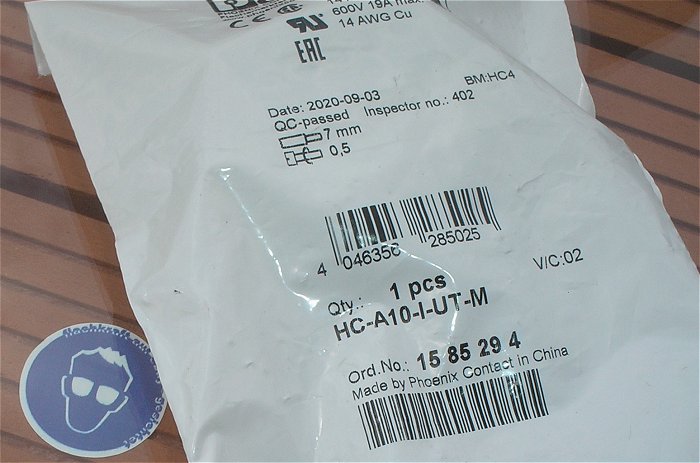 600V 19A max.
14 AWG Cu
EAC
BM:HC4
Date: 2020-09-03
QC-passed Inspector no.: 402
7 mm
0,5
4 046356 285025
V/C:02
Qty.: 1 pcs
HC-A10-I-UT-M
Ord.No.: 15 85 29 4
Made by Phoenix Contact in China